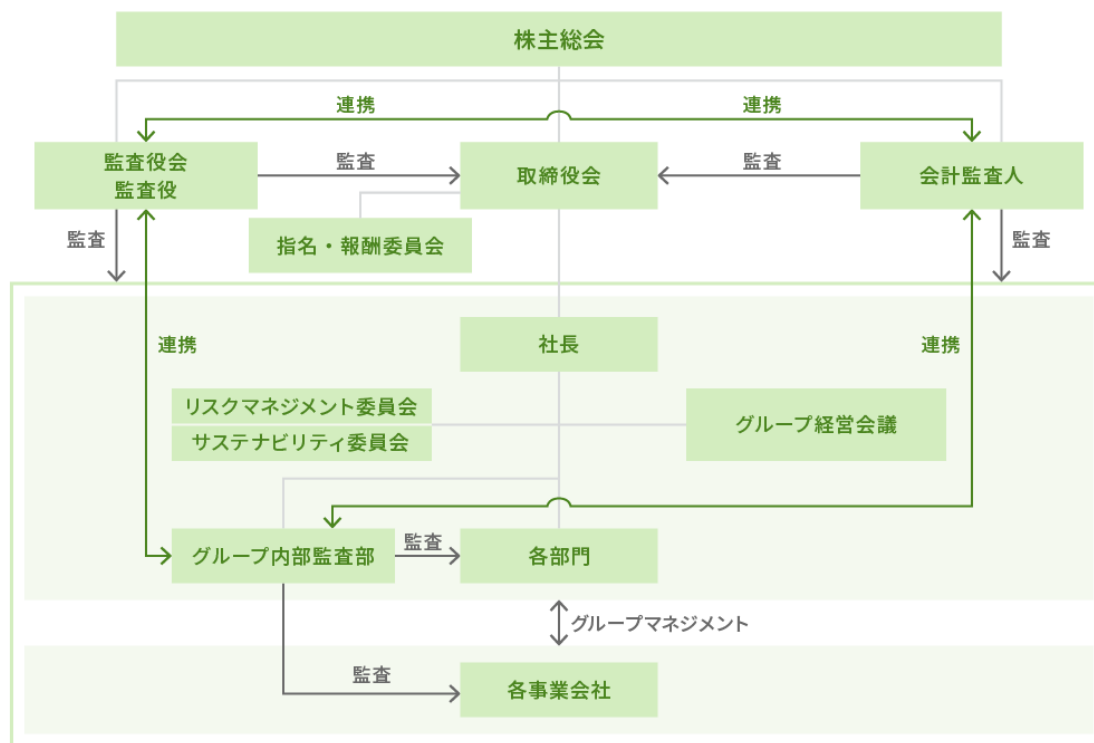 株主総会
連携
連携
監査役会
監査役
監査
取締役会
監査
会計監査人
監査
指名・報酬委員会
監査
連携
社長
連携
リスクマネジメント委員会
サステナビリティ委員会
グループ経営会議
グループ内部監査部
監査
各部門
グループマネジメント
監査
各事業会社